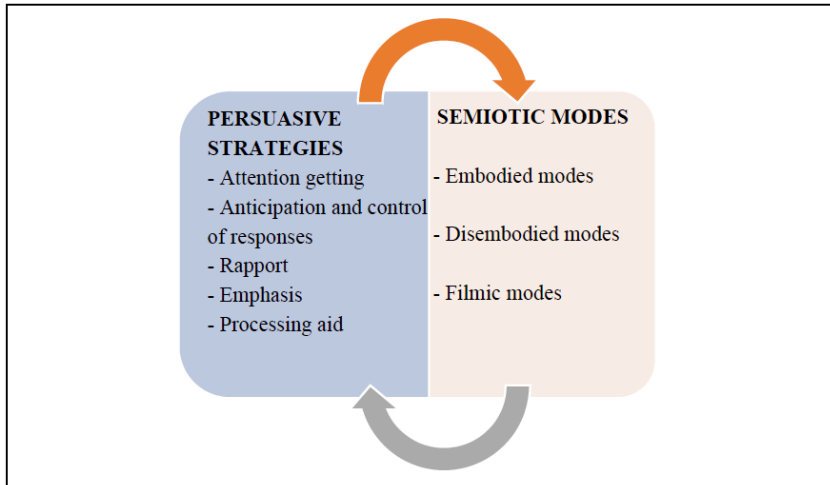 PERSUASIVE
STRATEGIES
- Attention getting
- Anticipation and control
of responses
- Rapport
- Emphasis
- Processing aid
SEMIOTIC MODES
- Embodied modes
- Disembodied modes
- Filmic modes